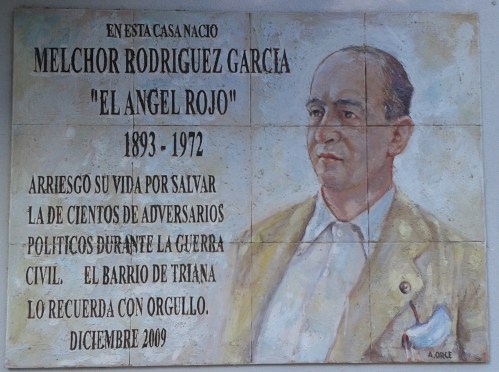 EN ESTA CASA NACIO
MELCHOR RODRIGUEZ GARCIA
"EL ANGEL ROJO"
1893 - 1972
ARRIESGO SU VIDA POR SALVAR
LA DE CIENTOS DE ADVERSARIOS
POLITICOS DURANTE LA GUERRA
CIVIL. EL BARRIO DE TRIANA
LO RECUERDA CON ORGULLO.
DICIEMBRE 2009
A. ORCE